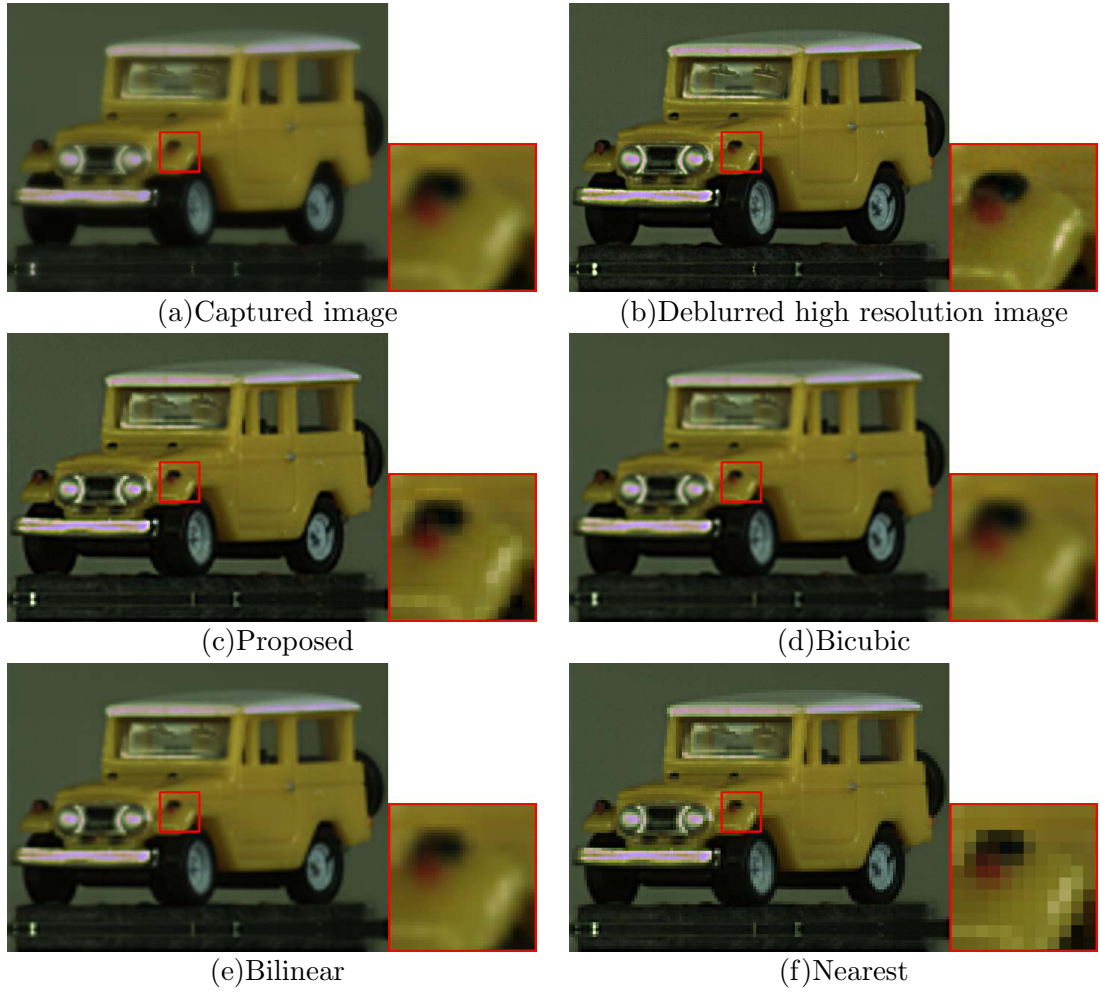 (a)Captured image
(b)Deblurred high resolution image
(c)Proposed
(d)Bicubic
(e)Bilinear
(f)Nearest